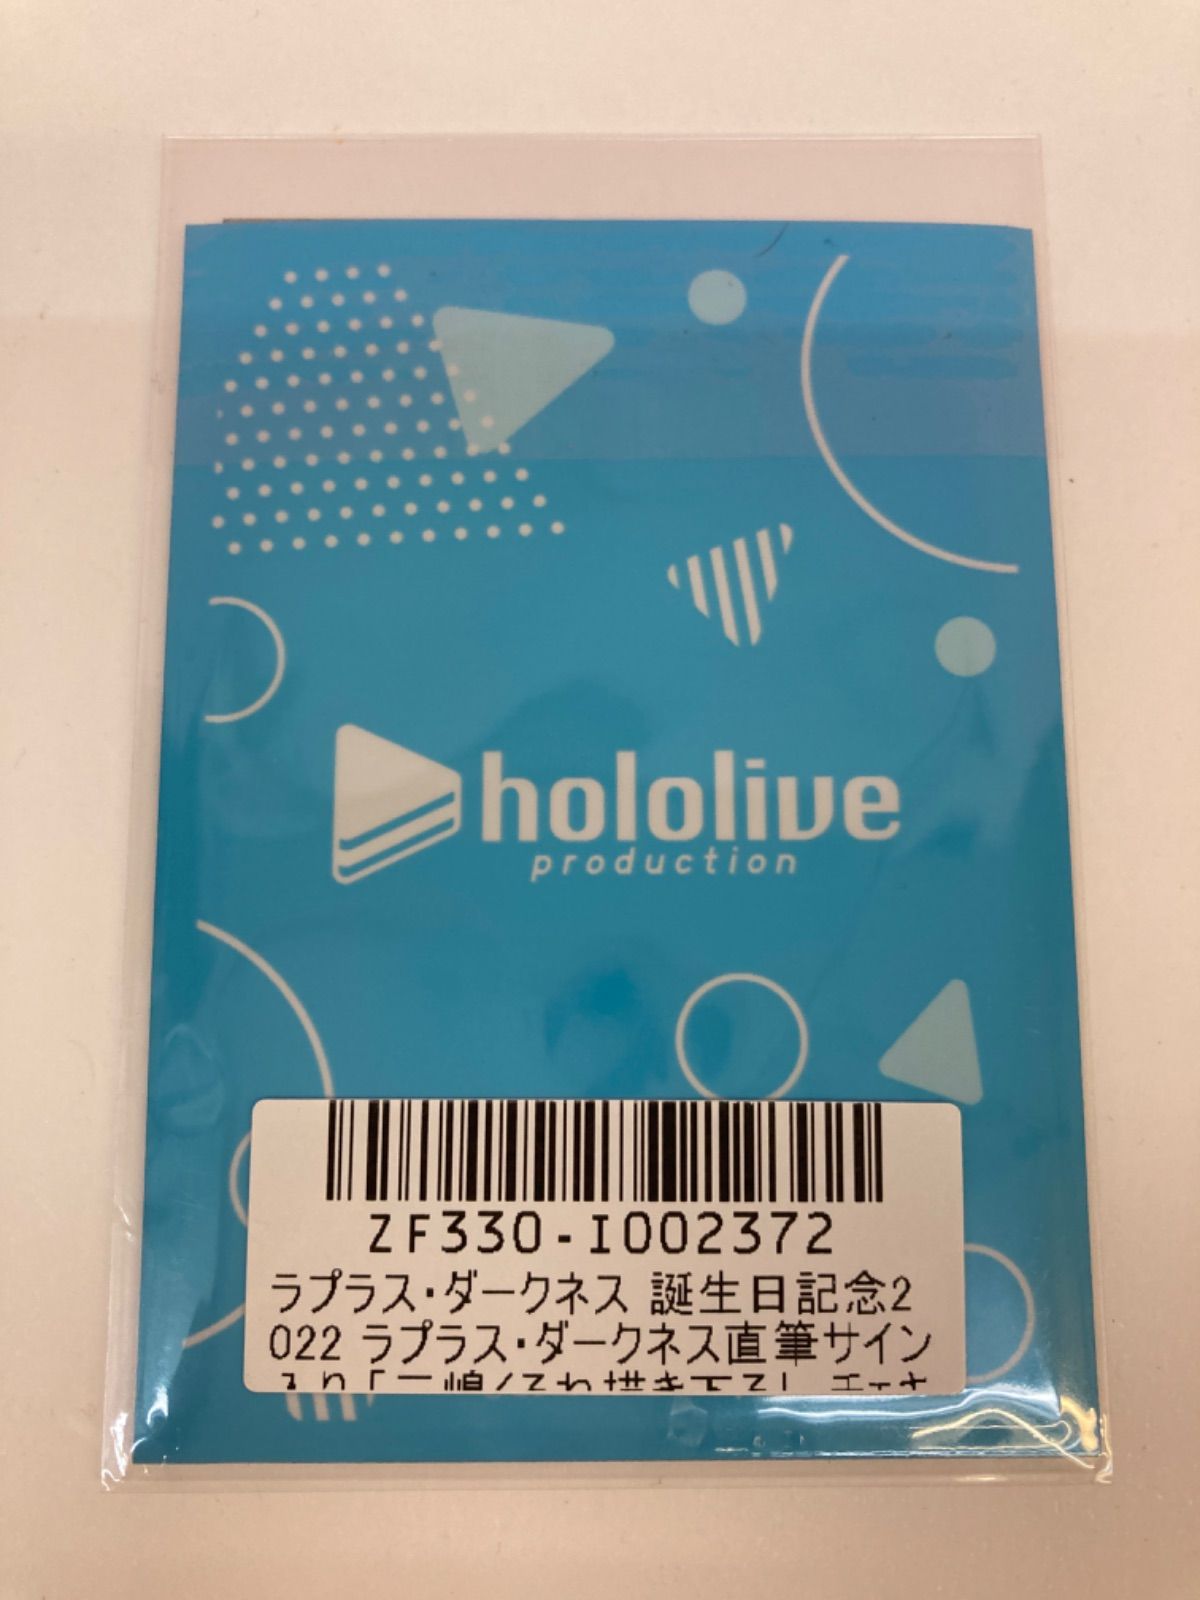 hololive
production
ZF330-I002372
ラプラス・ダークネス 誕生日記念2
022 ラプラス・ダークネス直筆サイン